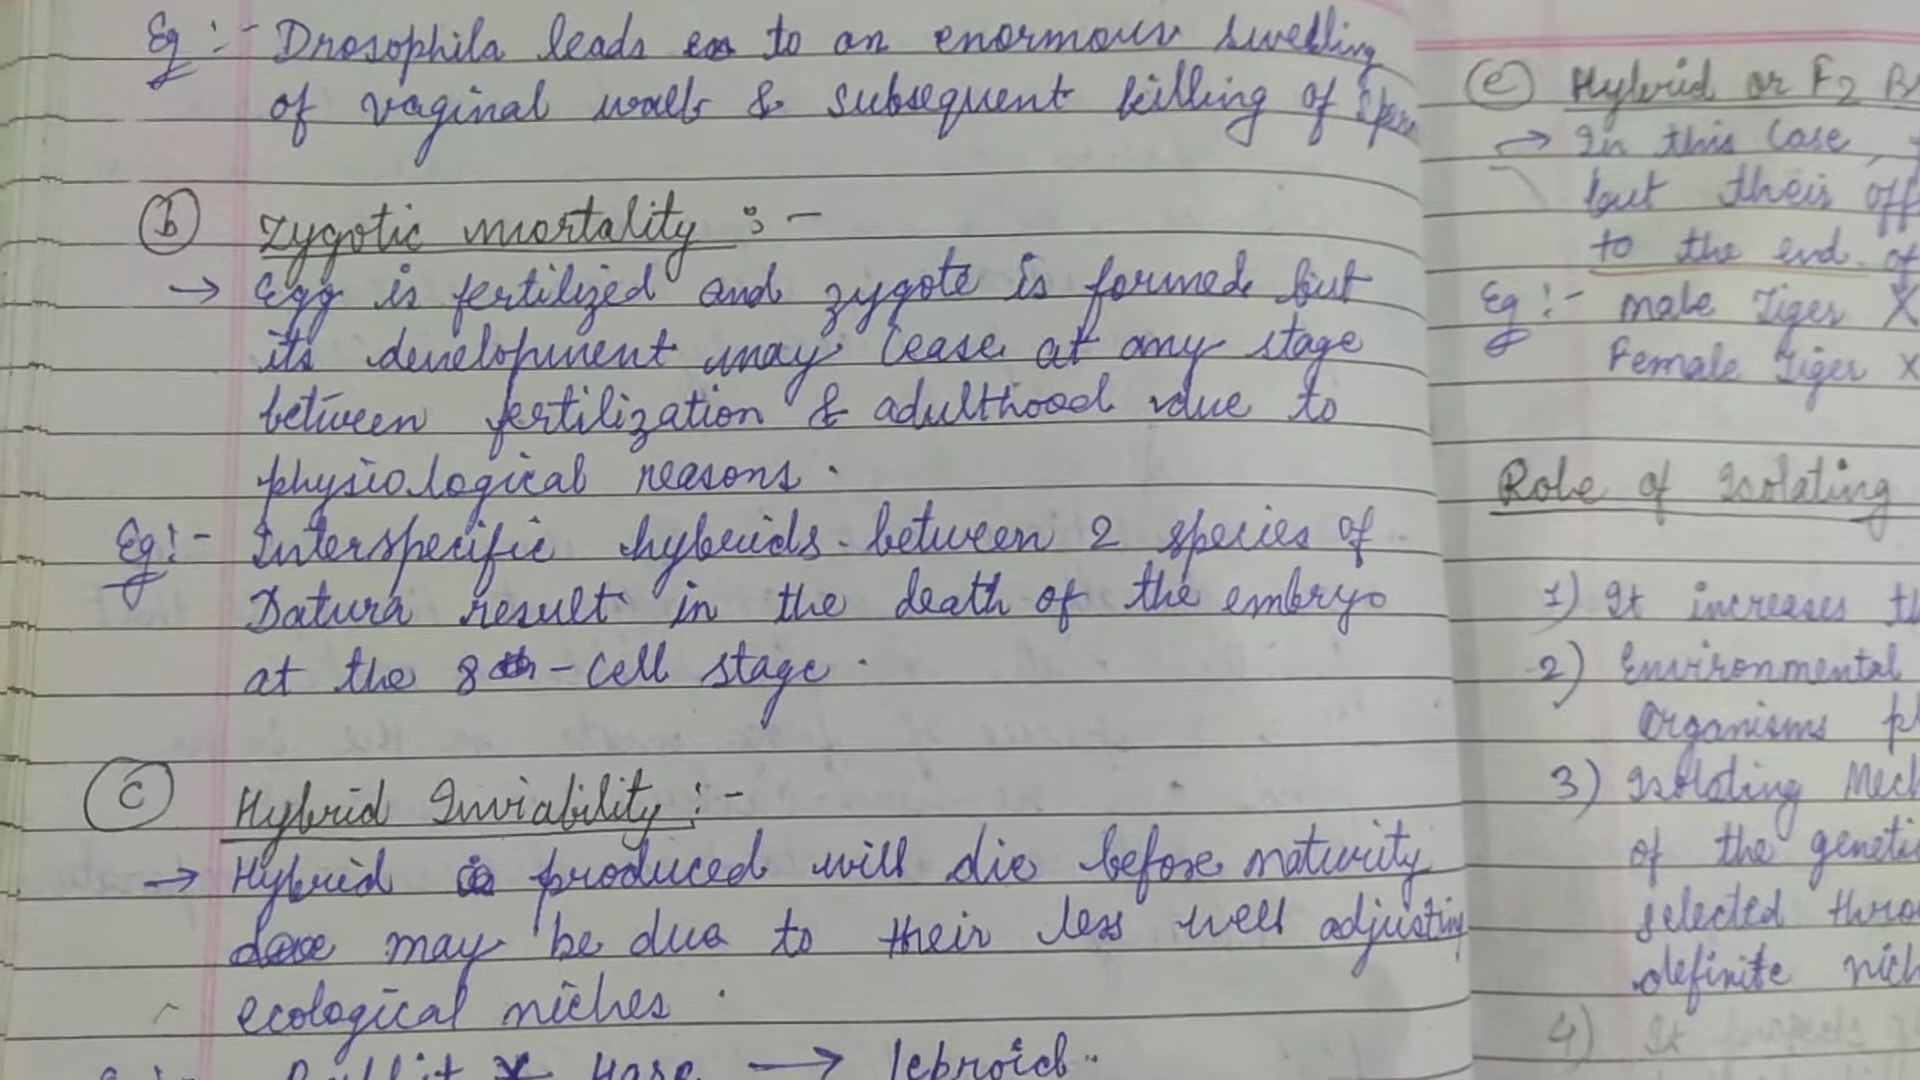 Eg :- Drosophila leads to an enormous swelling
of vaginal walls & subsequent killing of sper
(b) Zygotic mortality :-
→ Egg is fertilized and zygote is formed but
its development may cease at any stage
between fertilization & adulthood due to
physiological reasons.
Eg :- Interspecific hybrids between 2 species of
Datura result in the death of the embryo
at the 8 - cell stage.
(c) Hybrid Inviability :-
→ Hybrid produced will die before maturity
may be due to their less well adjusting
ecological niches.
Hare → leproid.
(e) Hybrid or F2 B
→ In this case,
but their off
to the end of
Eg :- male Tiger X
Female Tiger X
Role of Isolating
1) It increases th
2) Environmental
Organisms p
3) Isolating Mech
of the geneti
selected thro
definite nich
4) It